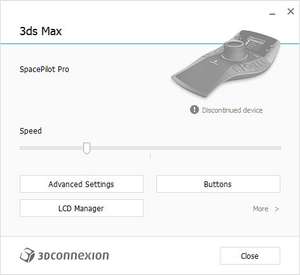 3ds Max
SpacePilot Pro
Discontinued device
Speed
Advanced Settings
Buttons
LCD Manager
More >
3DCONNEXION
Close